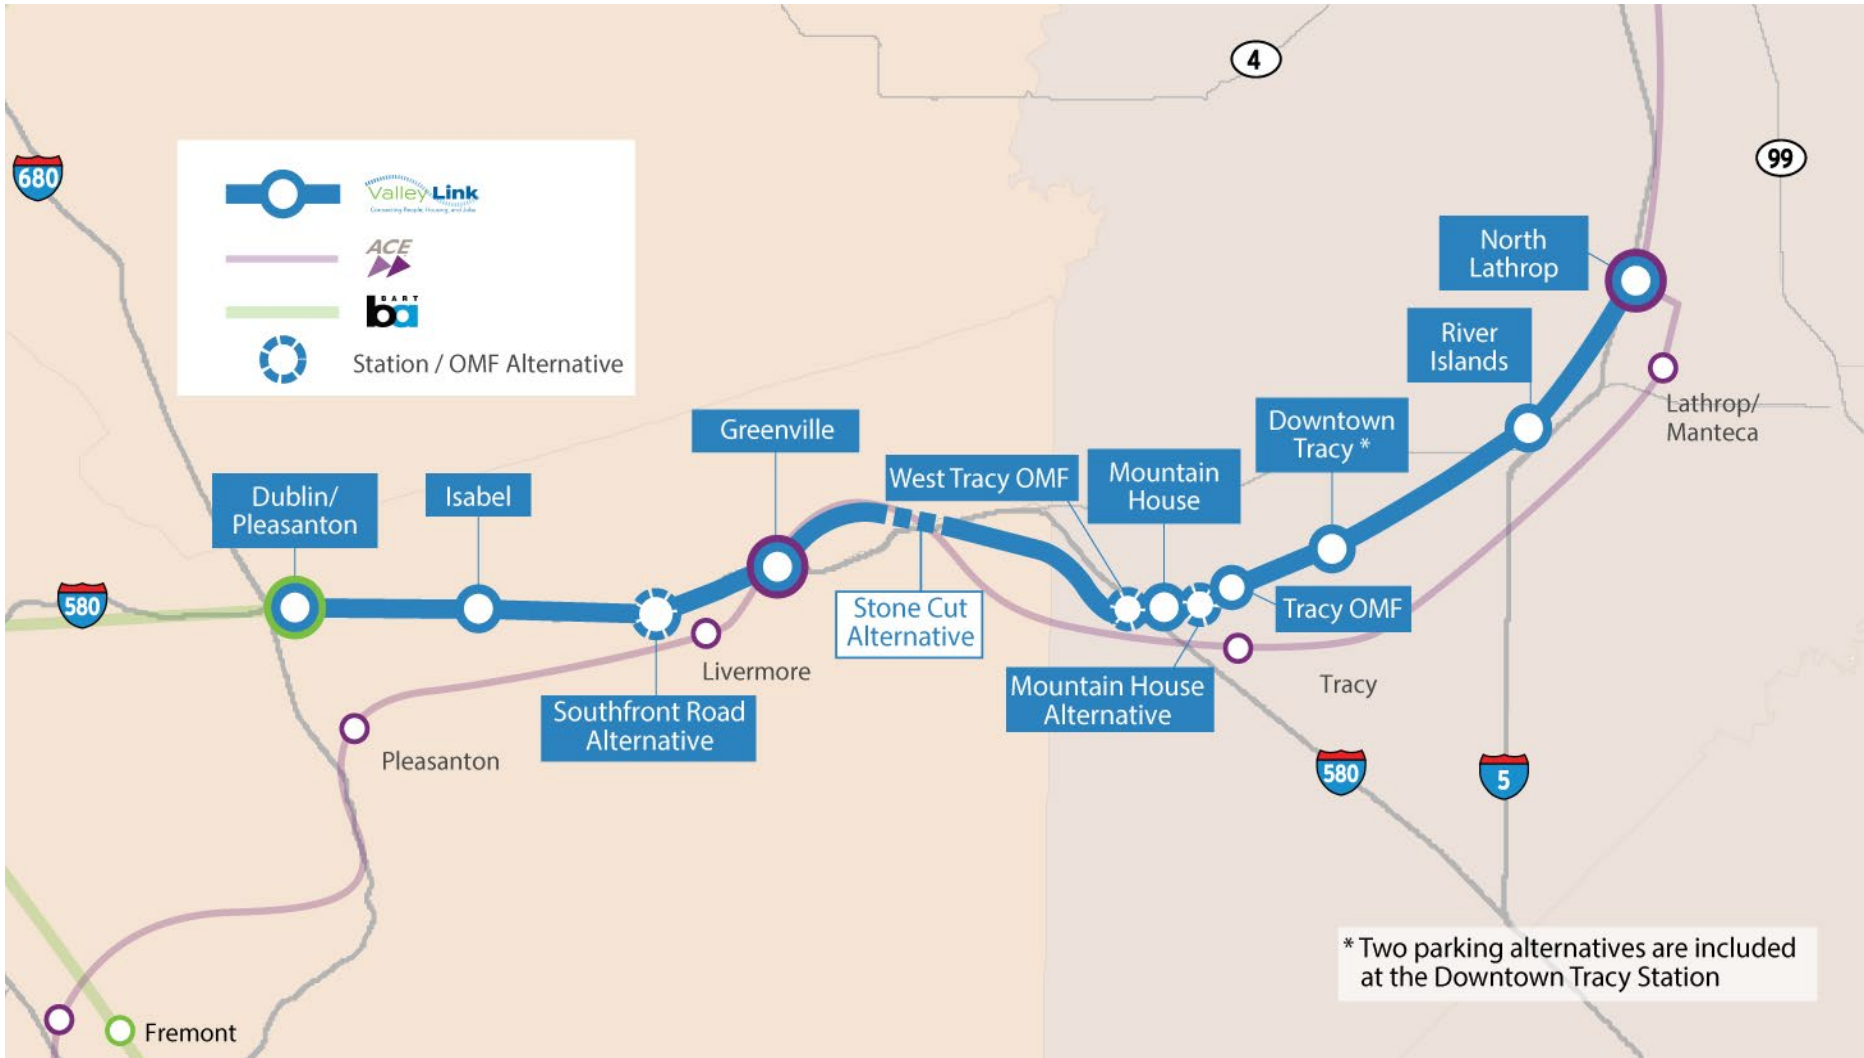 4
99
680
Valley Link
Connecting People, Housing, and Jobs
ACE
BART
ba
Station / OMF Alternative
North
Lathrop
River
Islands
Lathrop/
Manteca
Greenville
Downtown
Tracy *
West Tracy OMF
Mountain
House
Dublin/
Pleasanton
Isabel
580
Stone Cut
Alternative
Tracy OMF
Livermore
Southfront Road
Alternative
Mountain House
Alternative
Tracy
Pleasanton
580
5
* Two parking alternatives are included
at the Downtown Tracy Station
Fremont